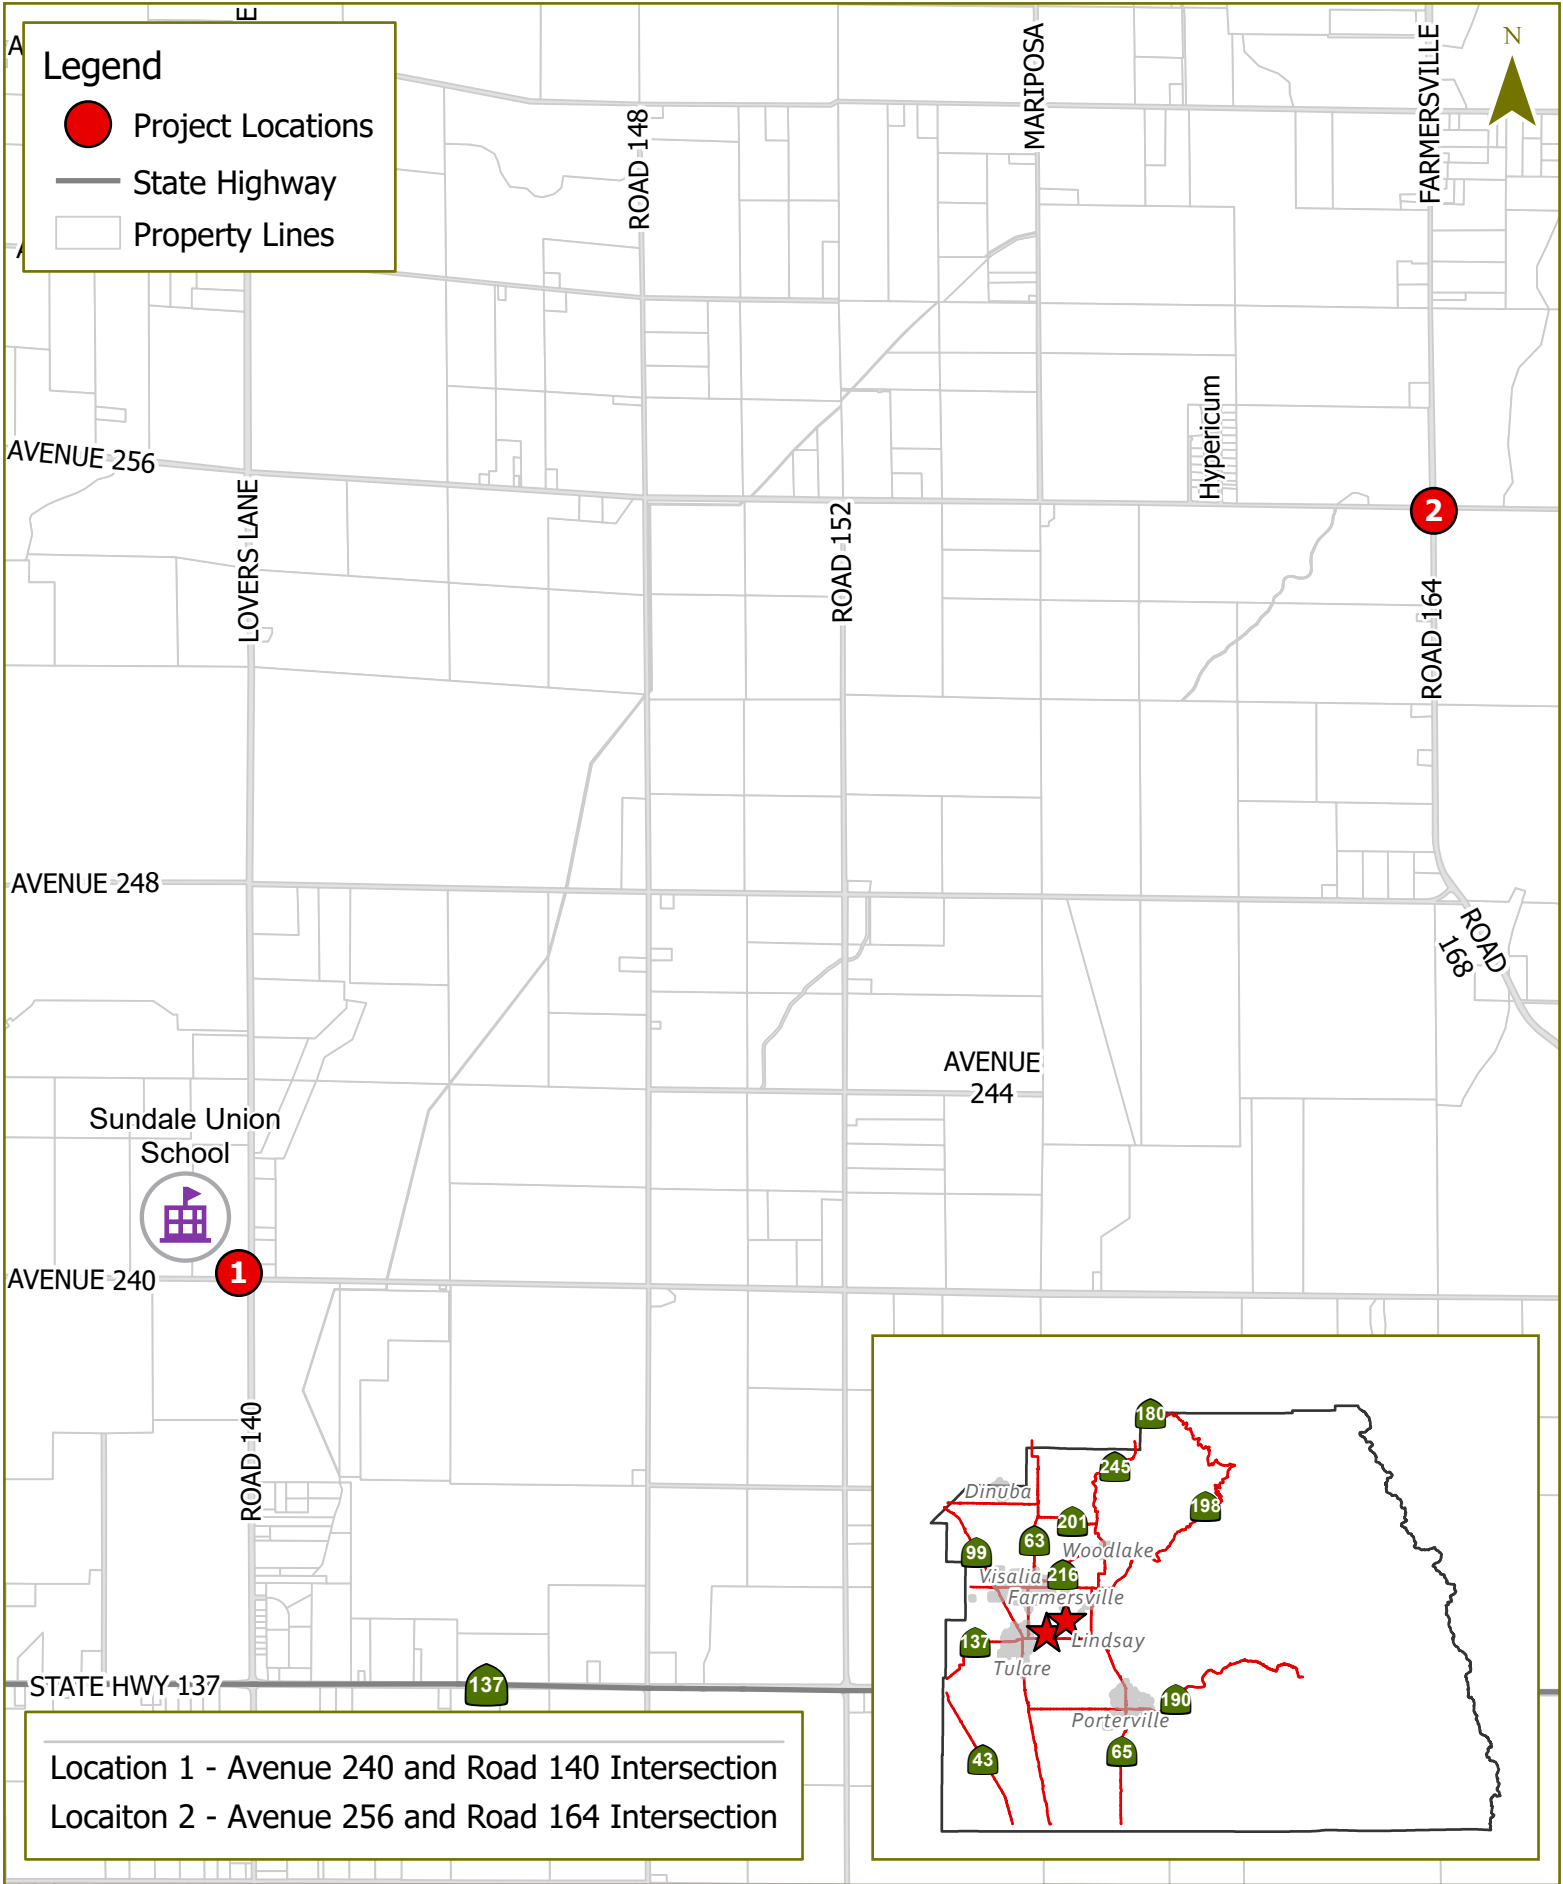 Legend
Project Locations
State Highway
Property Lines
N
E
A
ROAD 148
MARIPOSA
FARMERSVILLE
AVENUE 256
LOVERS LANE
ROAD 152
Hypericum
2
ROAD 164
AVENUE 248
ROAD
168
AVENUE
244
Sundale Union
School
AVENUE 240
1
ROAD 140
STATE HWY 137
137
180
245
Dinuba
198
201
63
99
Woodlake
Visalia
216
Farmersville
137
Lindsay
Tulare
190
Porterville
43
65
Location 1 - Avenue 240 and Road 140 Intersection
Locaiton 2 - Avenue 256 and Road 164 Intersection